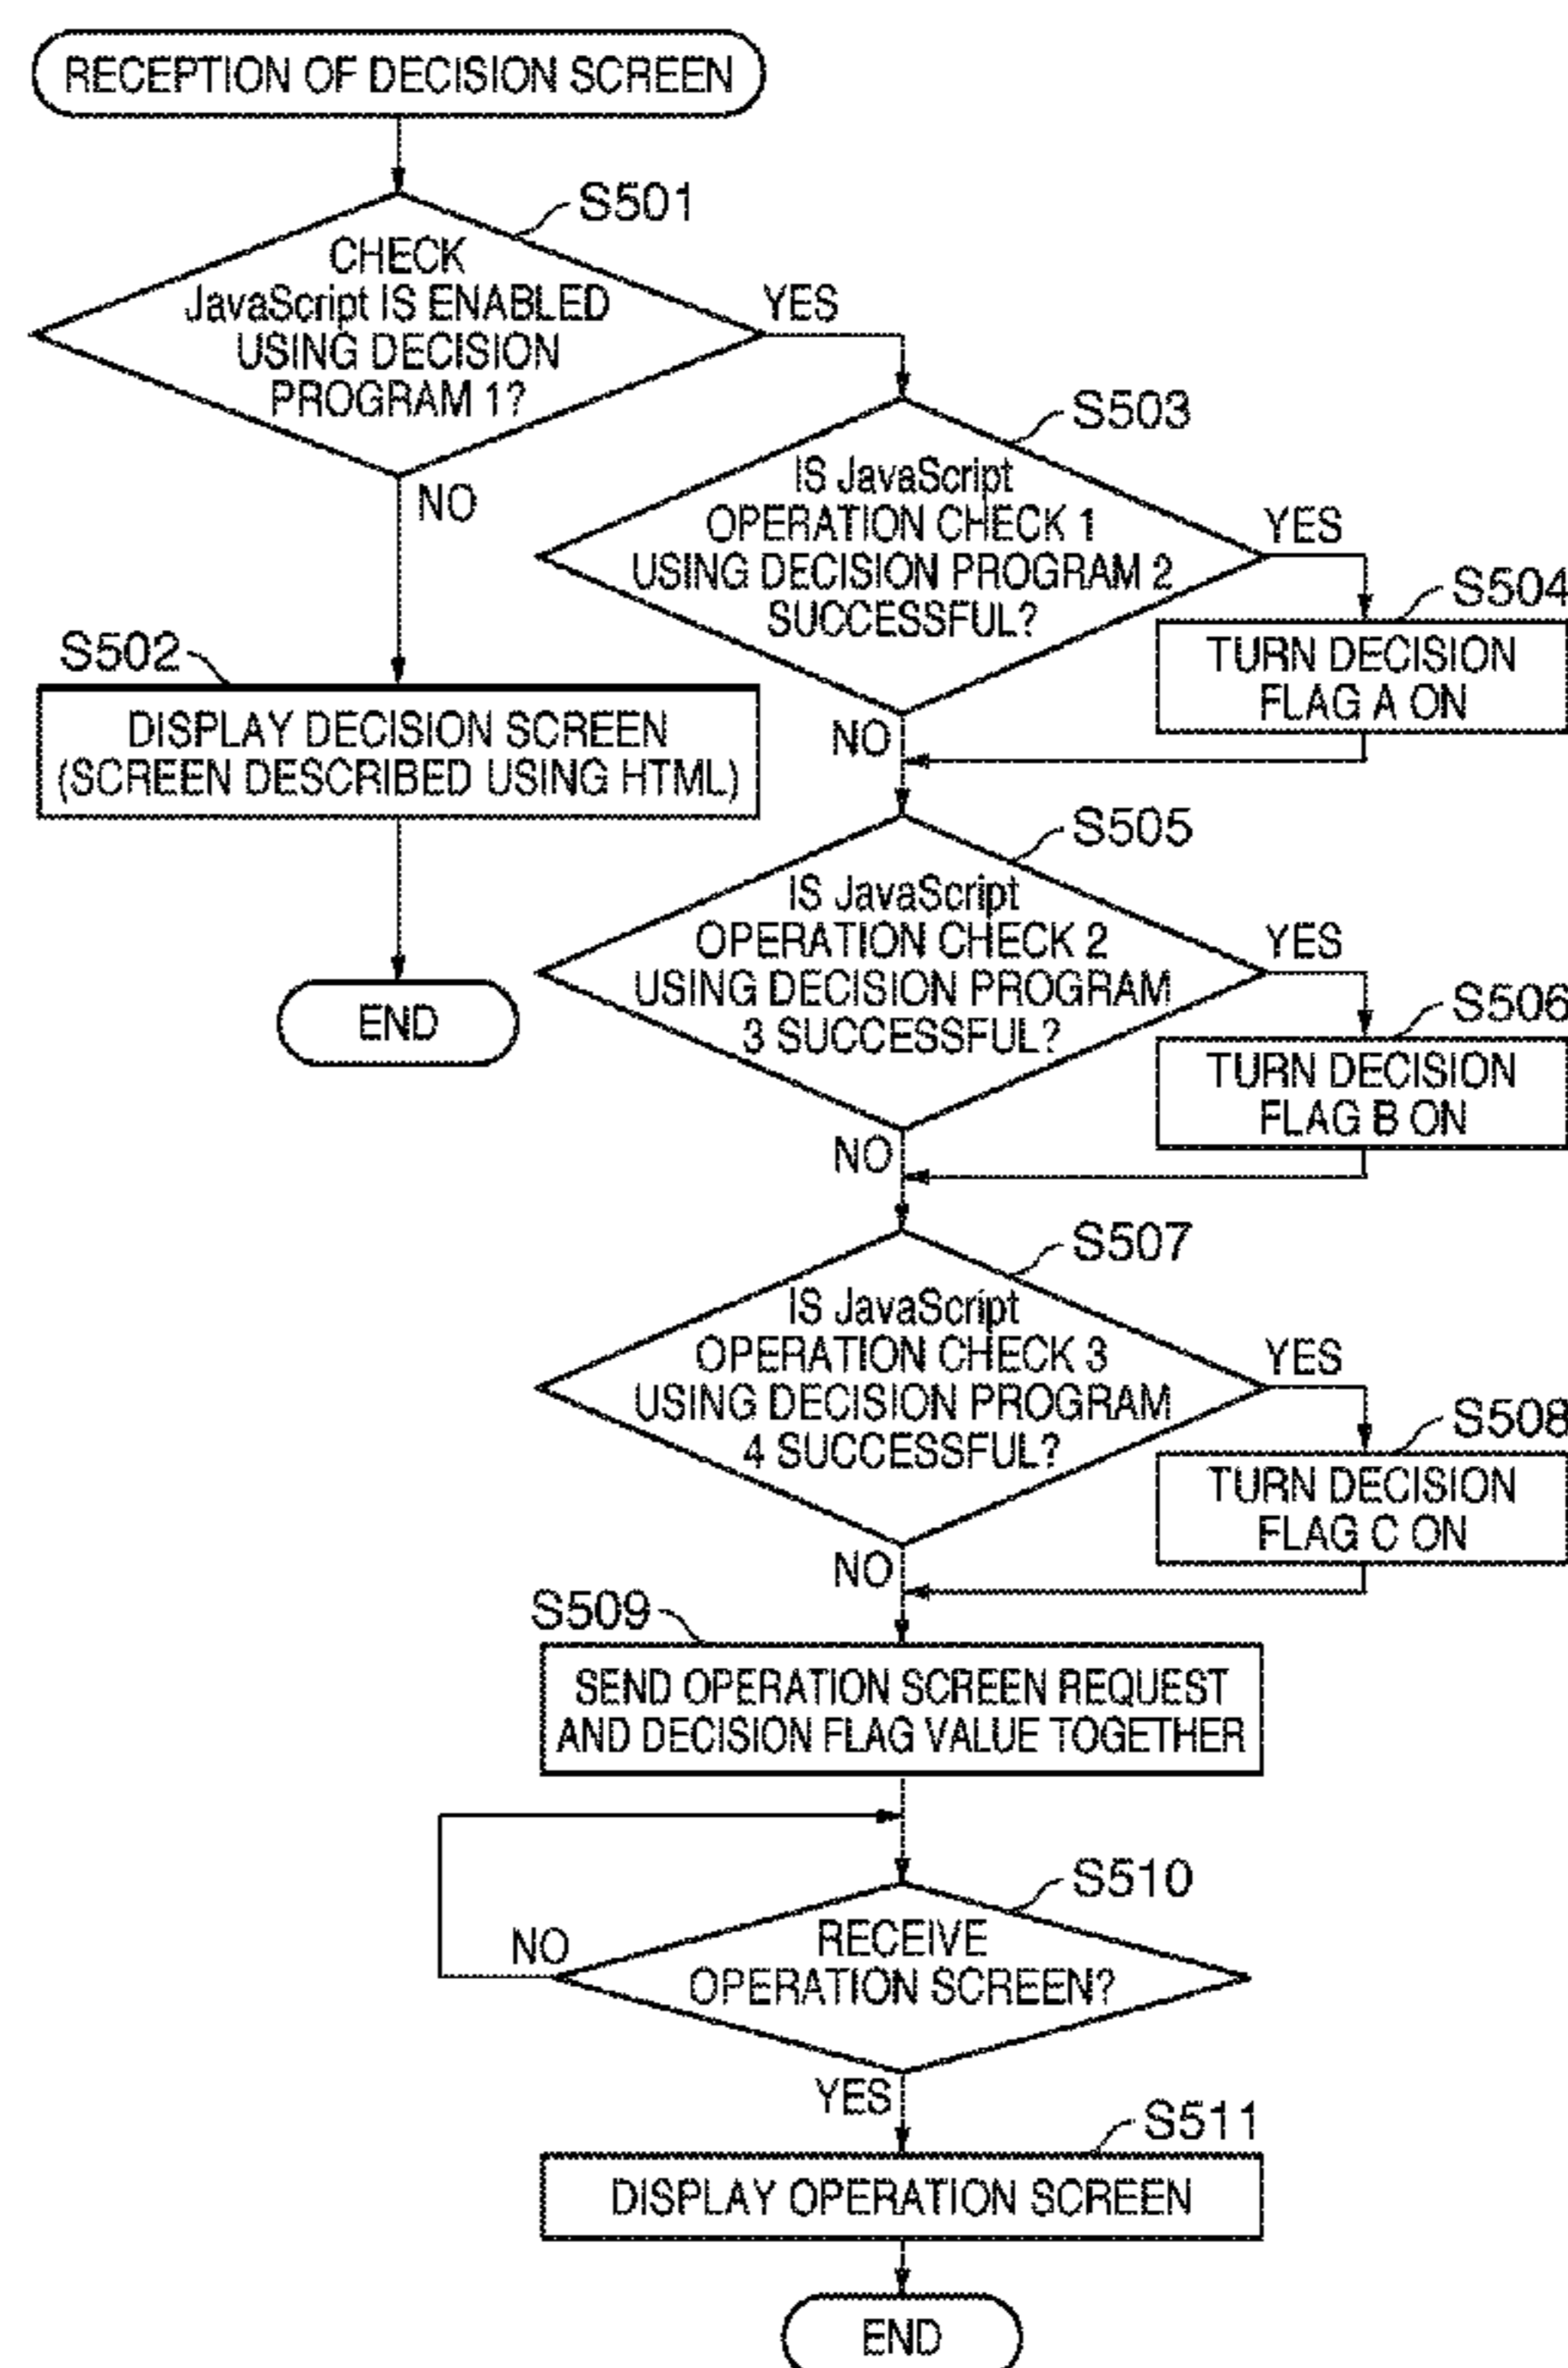 RECEPTION OF DECISION SCREEN
S501
CHECK
JavaScript IS ENABLED
USING DECISION
PROGRAM 1?
YES
NO
S502
DISPLAY DECISION SCREEN
(SCREEN DESCRIBED USING HTML)
END
S503
IS JavaScript
OPERATION CHECK 1
USING DECISION PROGRAM 2
SUCCESSFUL?
YES
NO
S504
TURN DECISION
FLAG A ON
S505
IS JavaScript
OPERATION CHECK 2
USING DECISION PROGRAM
3 SUCCESSFUL?
YES
NO
S506
TURN DECISION
FLAG B ON
S507
IS JavaScript
OPERATION CHECK 3
USING DECISION PROGRAM
4 SUCCESSFUL?
YES
NO
S508
TURN DECISION
FLAG C ON
S509
SEND OPERATION SCREEN REQUEST
AND DECISION FLAG VALUE TOGETHER
S510
RECEIVE
OPERATION SCREEN?
NO
YES
S511
DISPLAY OPERATION SCREEN
END